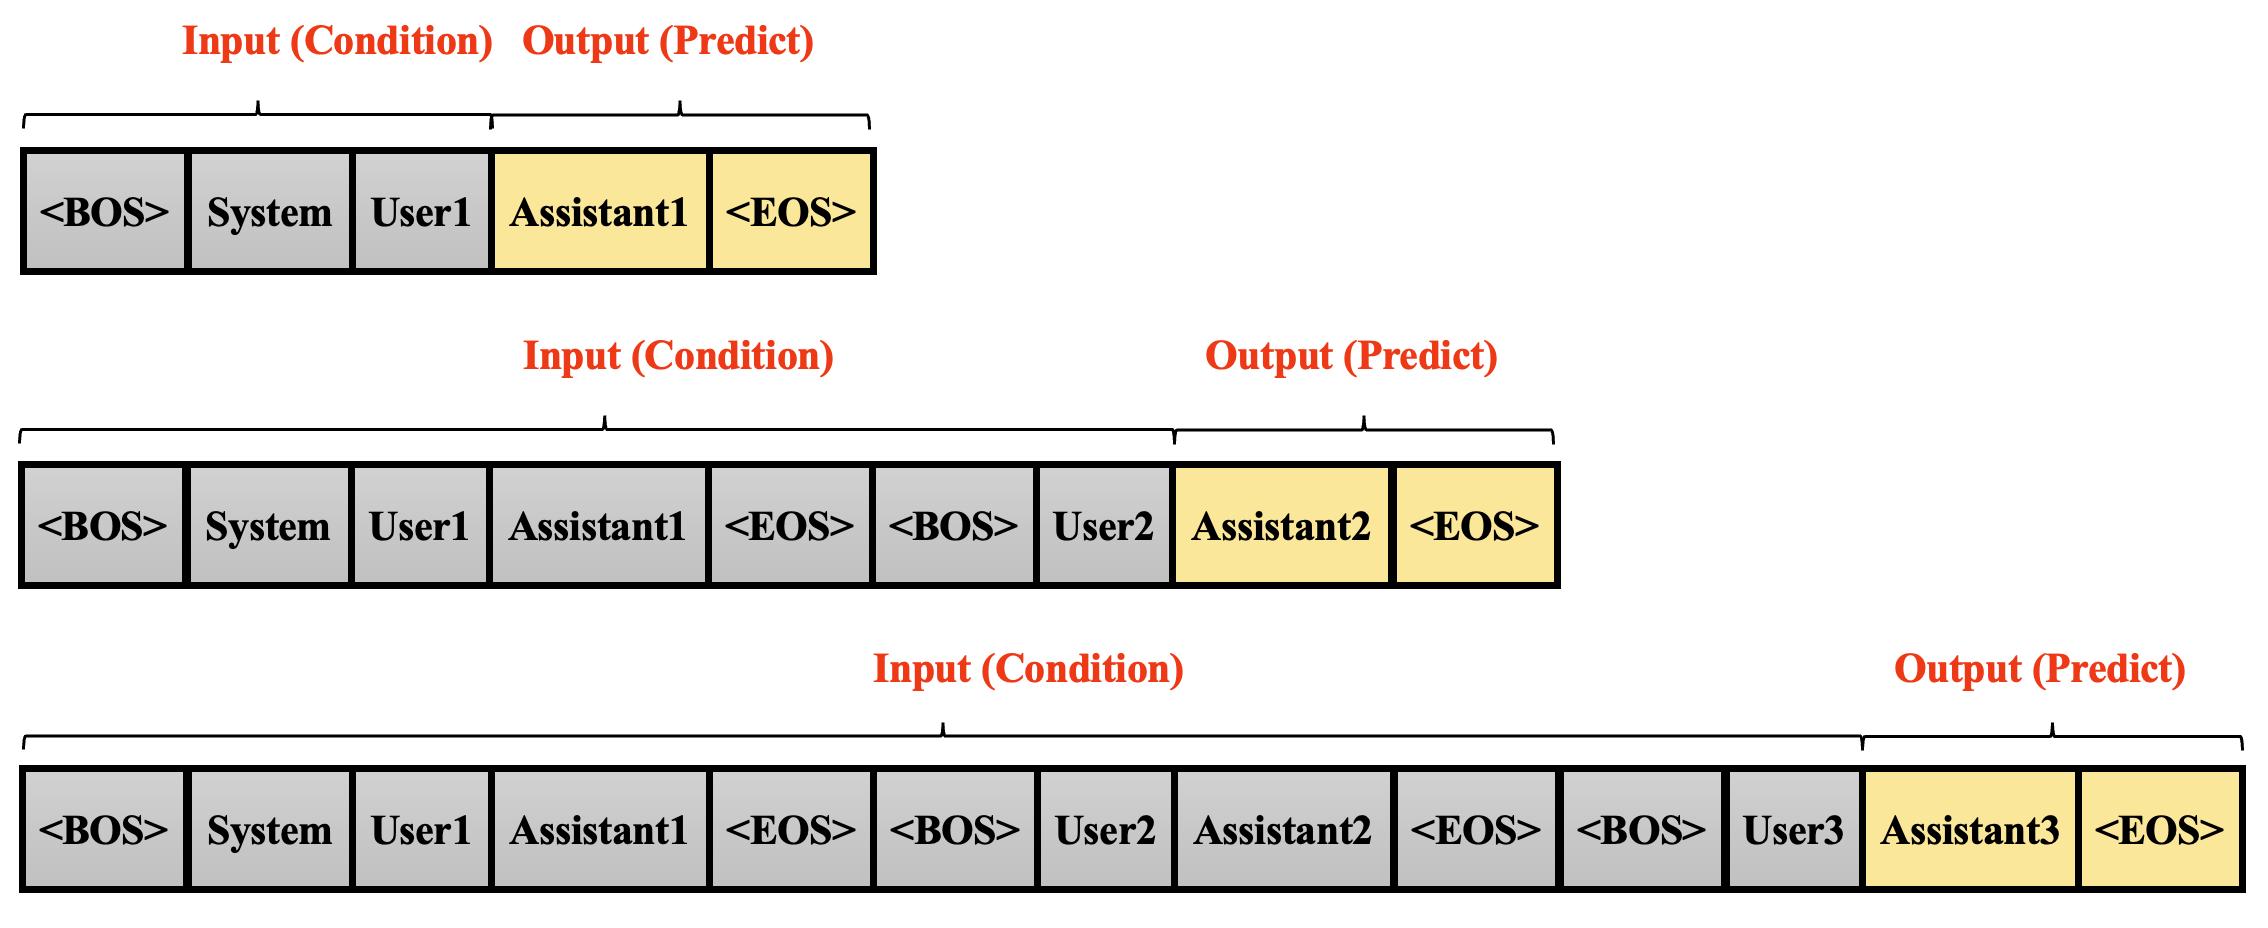 Input (Condition) Output (Predict)
<BOS> System User1 Assistant1 <EOS>
Input (Condition) Output (Predict)
<BOS> System User1 Assistant1 <EOS> <BOS> User2 Assistant2 <EOS>
Input (Condition) Output (Predict)
<BOS> System User1 Assistant1 <EOS> <BOS> User2 Assistant2 <EOS> <BOS> User3 Assistant3 <EOS>